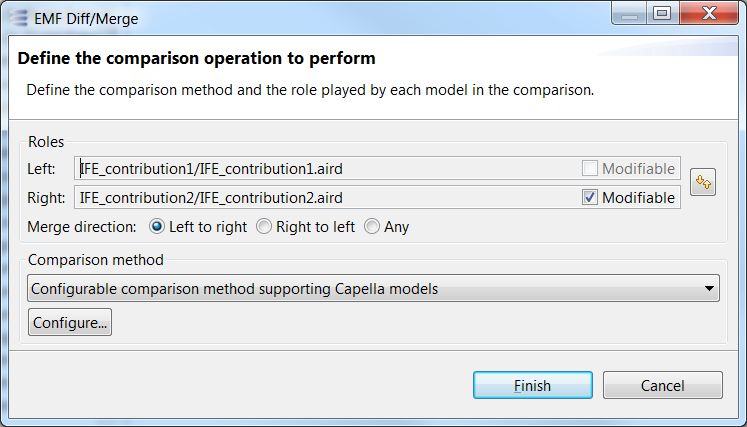 EMF Diff/Merge
Define the comparison operation to perform
Define the comparison method and the role played by each model in the comparison.
Roles
Left: IFE_contribution1/IFE_contribution1.aird Modifiable
Right: IFE_contribution2/IFE_contribution2.aird Modifiable
Merge direction: Left to right Right to left Any
Comparison method
Configurable comparison method supporting Capella models
Configure...
Finish Cancel